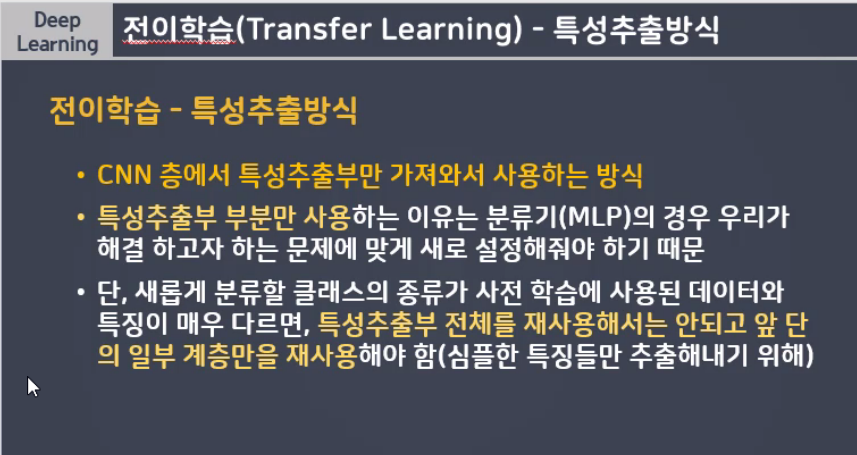 Deep
Learning
전이학습(Transfer Learning) - 특성추출방식
전이학습 - 특성추출방식
• CNN 층에서 특성추출부만 가져와서 사용하는 방식
• 특성추출부 부분만 사용하는 이유는 분류기(MLP)의 경우 우리가
해결 하고자 하는 문제에 맞게 새로 설정해줘야 하기 때문
• 단, 새롭게 분류할 클래스의 종류가 사전 학습에 사용된 데이터와
특징이 매우 다르면, 특성추출부 전체를 재사용해서는 안되고 앞 단
의 일부 계층만을 재사용해야 함(심플한 특징들만 추출해내기 위해)